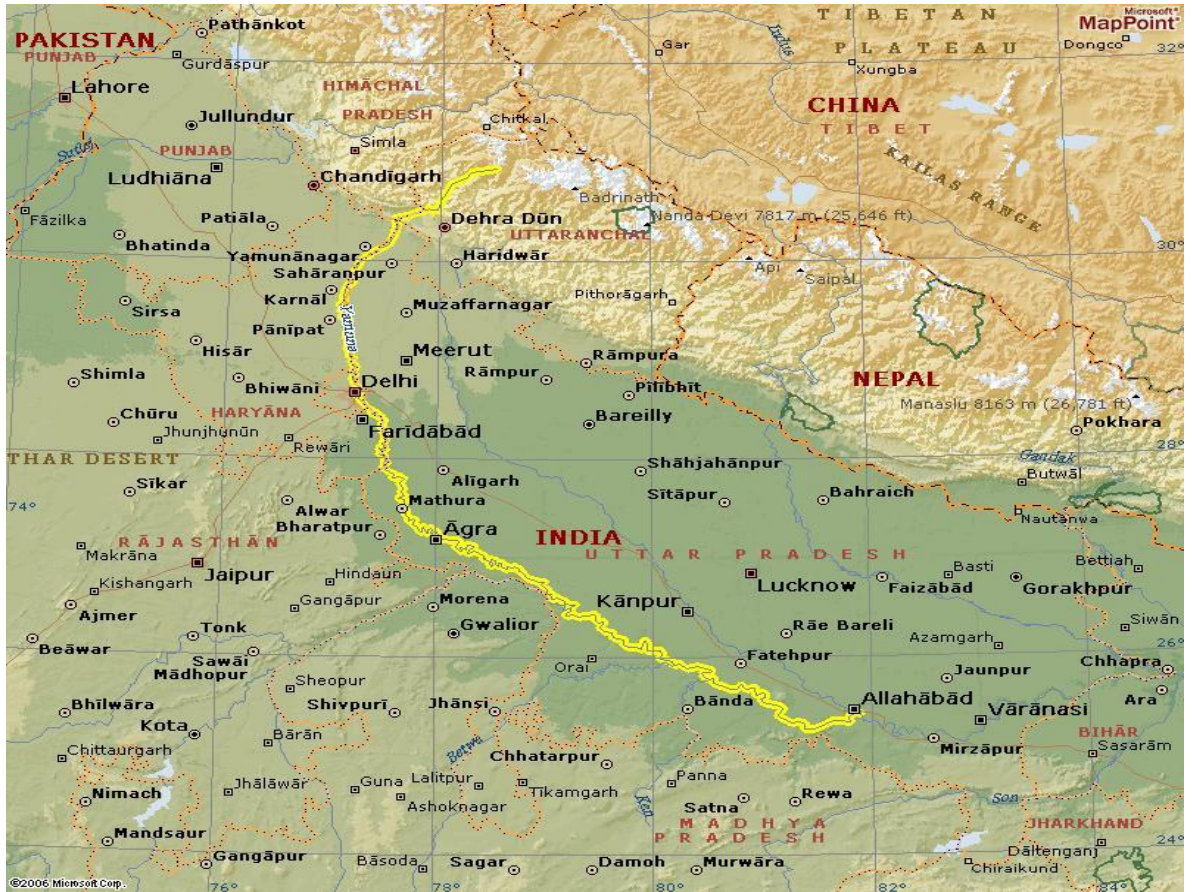 Microsoft®
MapPoint®
PAKISTAN
PUNJAB
Pathānkot
Gurdāspur
Lahore
Jullundur
PUNJAB
Ludhiāna
Sutlej
Fāzilka
HIMĀCHAL
PRADESH
Simla
Chitkal
Chandīgarh
Patiāla
Bhatinda
Indus
Gar
TIBETAN
PLATEAU
Xungba
Dongco
32°
CHINA
TIBET
KAILAS RANGE
Badrinath
Nanda Devi 7817 m (25,646 ft)
Dehra Dūn
UTTARANCHAL
Yamunānagar
Sahāranpur
Haridwār
Api
Saipal
30°
Karnāl
Pānīpat
Yamuna
Muzaffarnagar
Pithorāgarh
Sirsa
Hisār
Meerut
Shimla
Bhiwāni
Delhi
Rāmpura
Rāmpur
Pilibhīt
NEPAL
Manaslu 8163 m (26,781 ft)
Pokhara
Chūru
HARYĀNA
Jhunjhunūn
Rewāri
Farīdābād
Bareilly
28°
THAR DESERT
Sīkar
74°
Alwar
Bharatpur
Mathura
Alīgarh
Shāhjahānpur
Sītāpur
Bahraich
Gandak
Butwāl
Nautanwa
Āgra
INDIA
UTTAR PRADESH
RĀJASTHĀN
Makrāna
Kishangarh
Jaipur
Hindaun
Gangāpur
Ajmer
Morena
Gwalior
Kānpur
Lucknow
Faizābād
Basti
Gorakhpur
Bettiah
Beāwar
Tonk
Sawāi
Mādhopur
Sheopur
Orai
Rāe Bareli
Azamgarh
Siwān
26°
Fatehpur
Jaunpur
Chhapra
Ara
Bhīlwāra
Kota
Shivpurī
Jhānsi
Bānda
Allahābād
Vārānasi
Mirzāpur
BIHĀR
Sasarām
Chittaurgarh
Bārān
Betwa
Chhatarpur
Nimach
Jhālāwār
Guna
Lalitpur
Ashoknagar
Tīkamgarh
Ken
Panna
Satna
Rewa
Son
MADHYA
PRADESH
JHARKHAND
Dāltenganj
24°
Mandsaur
Gangāpur
Bāsoda
Sagar
Damoh
Murwāra
Chiraikund
©2006 Microsoft Corp.
76°
78°
80°
82°
84°